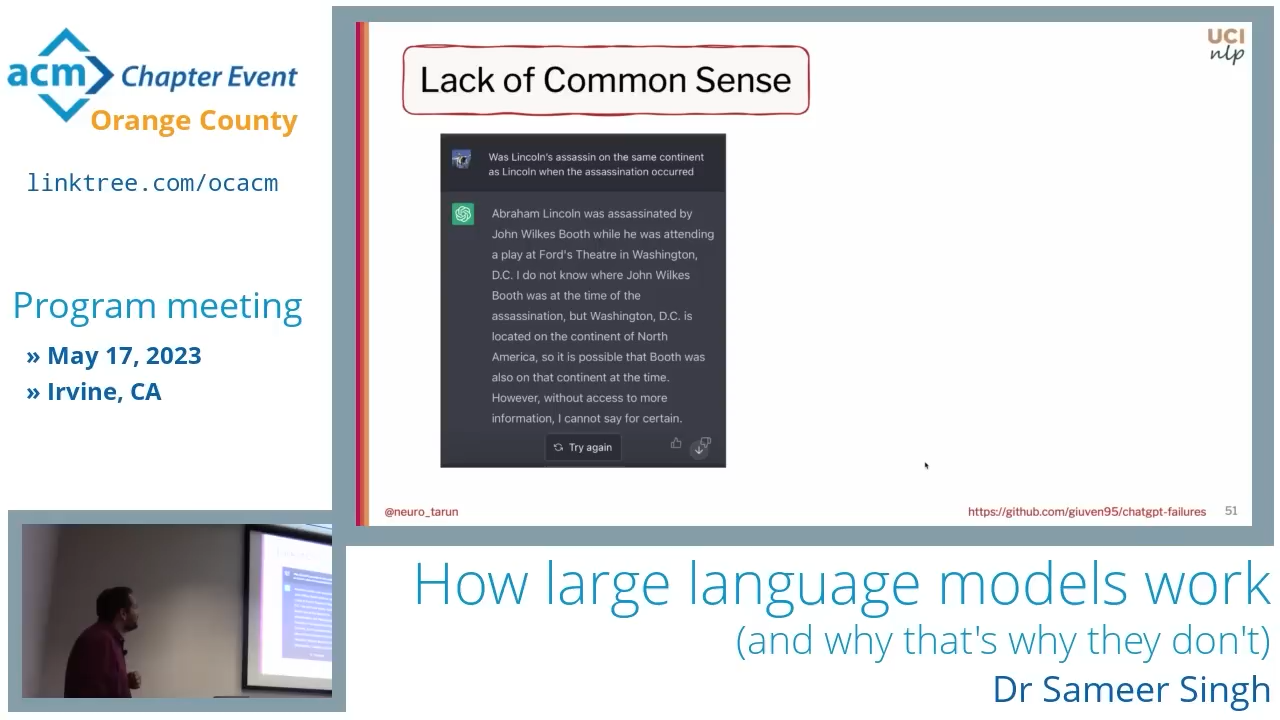 acm Chapter Event
Orange County
linktree.com/ocacm
Program meeting
» May 17, 2023
» Irvine, CA
UCI
nlp
Lack of Common Sense
Was Lincoln's assassin on the same continent
as Lincoln when the assassination occurred
Abraham Lincoln was assassinated by
John Wilkes Booth while he was attending
a play at Ford's Theatre in Washington,
D.C. I do not know where John Wilkes
Booth was at the time of the
assassination, but Washington, D.C. is
located on the continent of North
America, so it is possible that Booth was
also on that continent at the time.
However, without access to more
information, I cannot say for certain.
Try again
@neuro_tarun
https://github.com/giuven95/chatgpt-failures
51
How large language models work
(and why that's why they don't)
Dr Sameer Singh